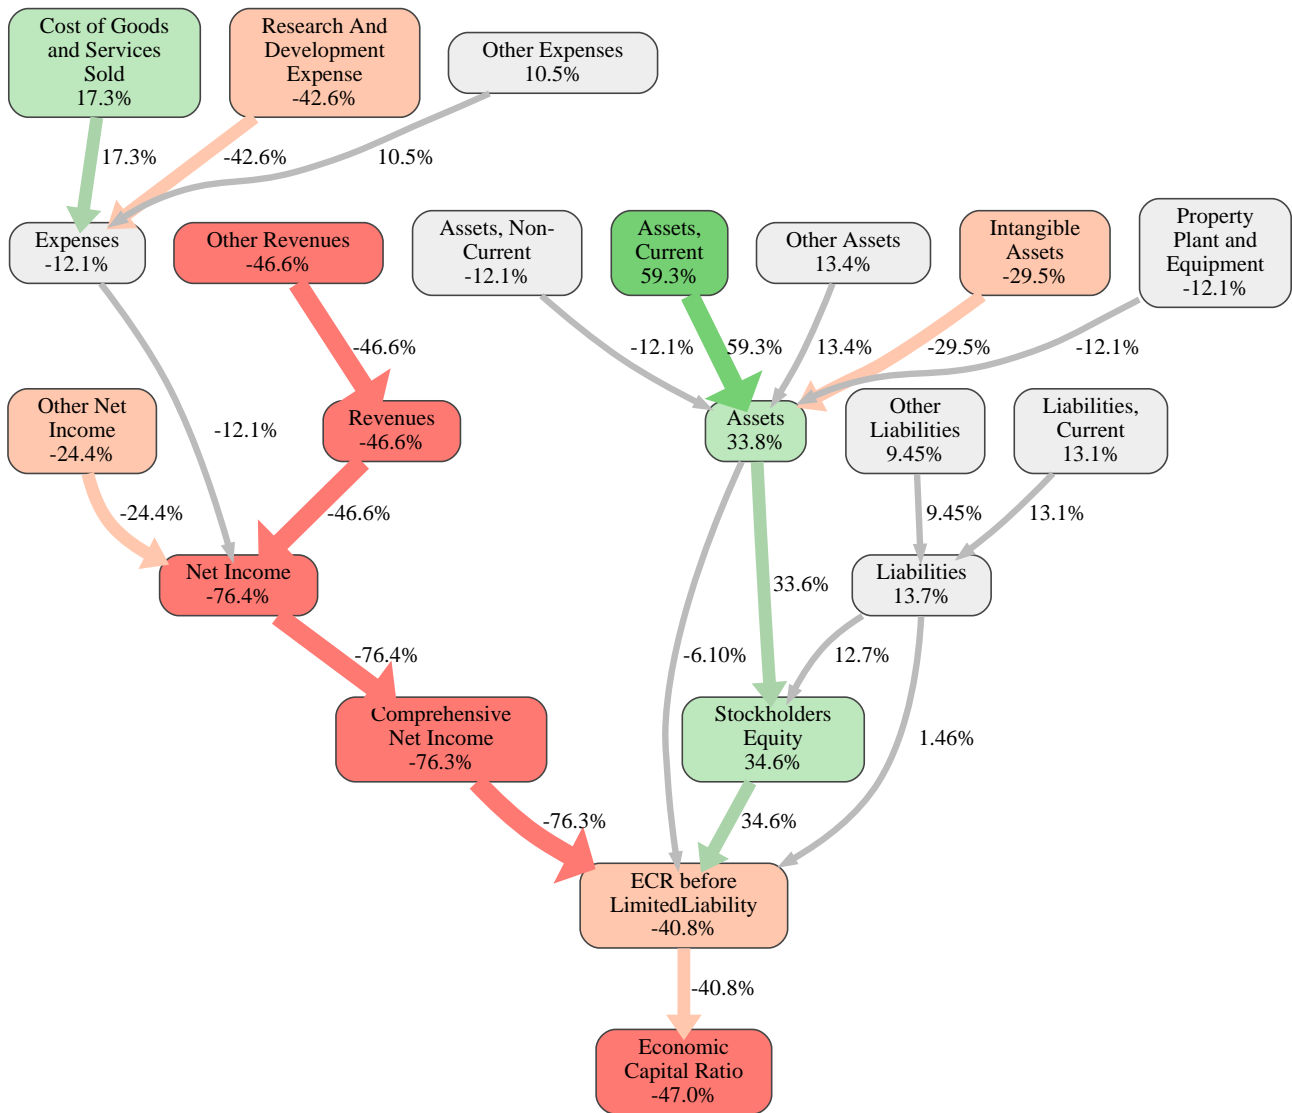 Cost of Goods
and Services
Sold
17.3%
Research And
Development
Expense
-42.6%
Other Expenses
10.5%
17.3%
-42.6%
10.5%
Expenses
-12.1%
Other Revenues
-46.6%
Assets, Non-
Current
-12.1%
Assets,
Current
59.3%
Other Assets
13.4%
Intangible
Assets
-29.5%
Property
Plant and
Equipment
-12.1%
-46.6%
-12.1%
59.3%
13.4%
-29.5%
-12.1%
Other Net
Income
-24.4%
-12.1%
Revenues
-46.6%
Assets
33.8%
Other
Liabilities
9.45%
Liabilities,
Current
13.1%
-24.4%
-46.6%
9.45%
13.1%
Net Income
-76.4%
33.6%
Liabilities
13.7%
-76.4%
-6.10%
12.7%
Comprehensive
Net Income
-76.3%
Stockholders
Equity
34.6%
1.46%
-76.3%
34.6%
ECR before
LimitedLiability
-40.8%
-40.8%
Economic
Capital Ratio
-47.0%